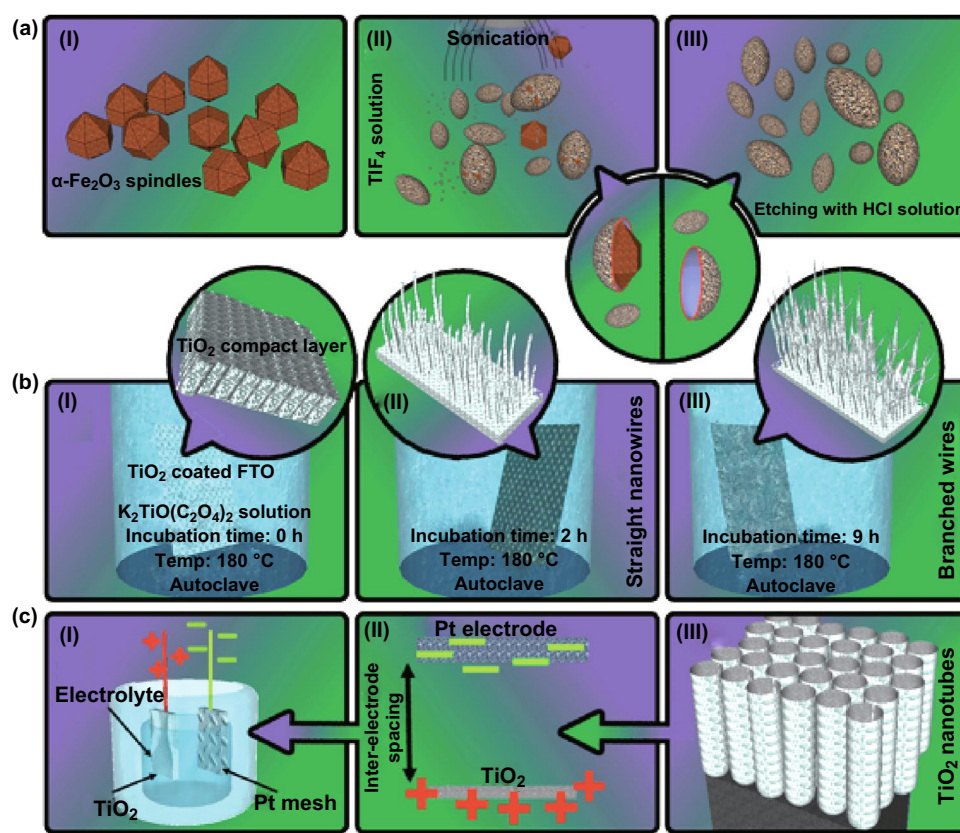 (a)
(I)
α-Fe₂O₃ spindles
(II)
Sonication
TIF₄ solution
(III)
Etching with HCl solution
(b)
(I)
TiO₂ compact layer
TiO₂ coated FTO
K₂TiO(C₂O₄)₂ solution
Incubation time: 0 h
Temp: 180 °C
Autoclave
(II)
Incubation time: 2 h
Temp: 180 °C
Autoclave
Straight nanowires
(III)
Incubation time: 9 h
Temp: 180 °C
Autoclave
Branched wires
(c)
(I)
Electrolyte
TiO₂
Pt mesh
(II)
Pt electrode
Inter-electrode
spacing
TiO₂
(III)
TiO₂ nanotubes